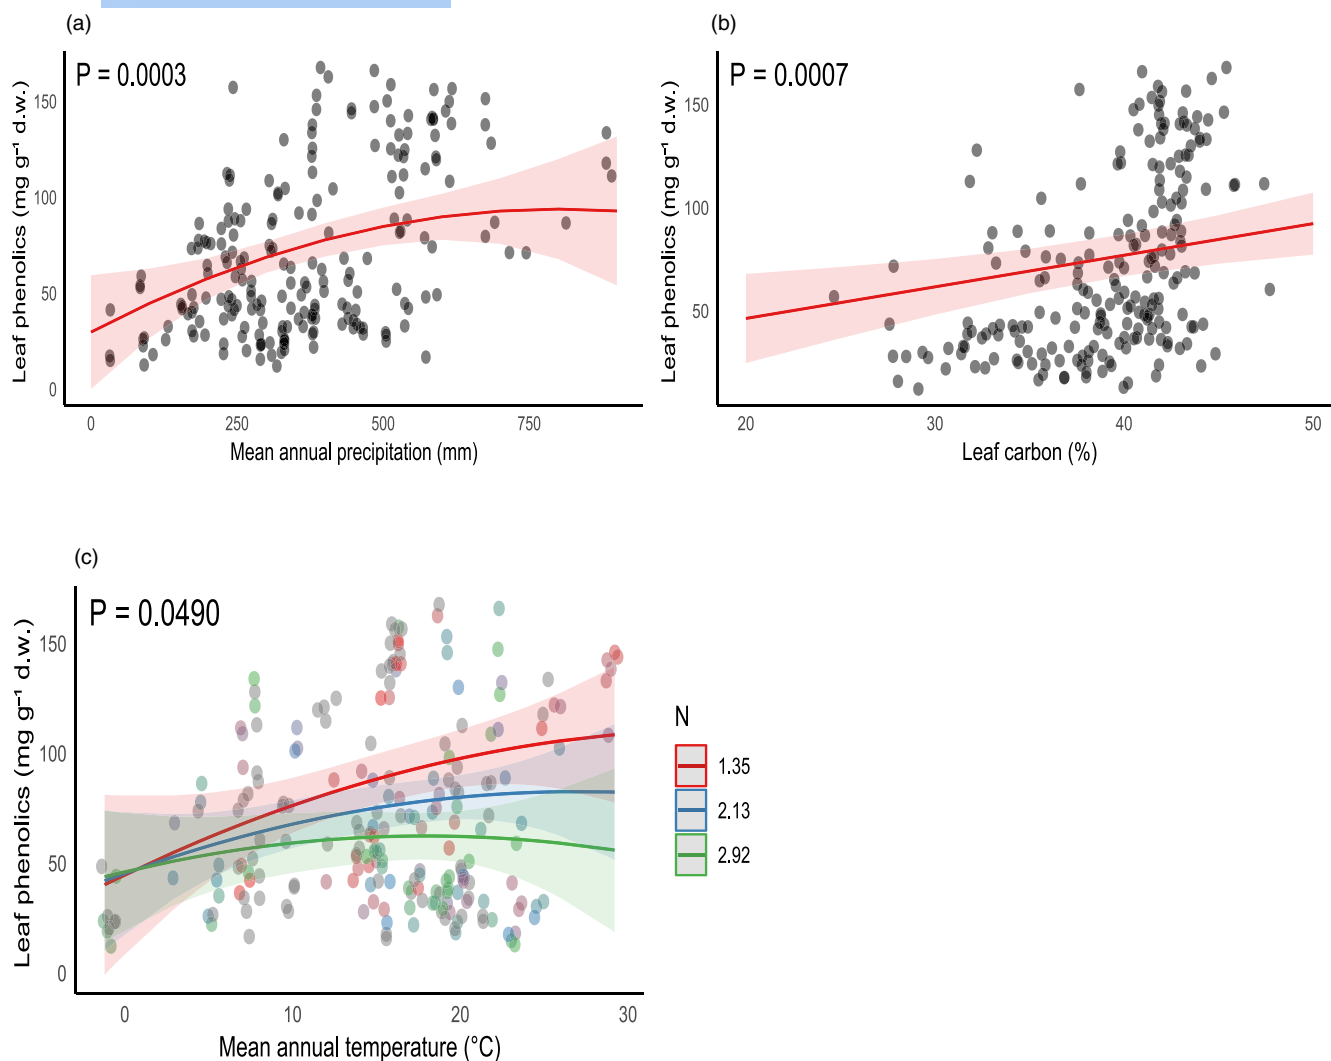 (a)
P = 0.0003
Leaf phenolics (mg g⁻¹ d.w.)
150
100
50
0
0 250 500 750
Mean annual precipitation (mm)
(b)
P = 0.0007
Leaf phenolics (mg g⁻¹ d.w.)
150
100
50
20 30 40 50
Leaf carbon (%)
(c)
P = 0.0490
Leaf phenolics (mg g⁻¹ d.w.)
150
100
50
0
0 10 20 30
Mean annual temperature (°C)
N
1.35
2.13
2.92